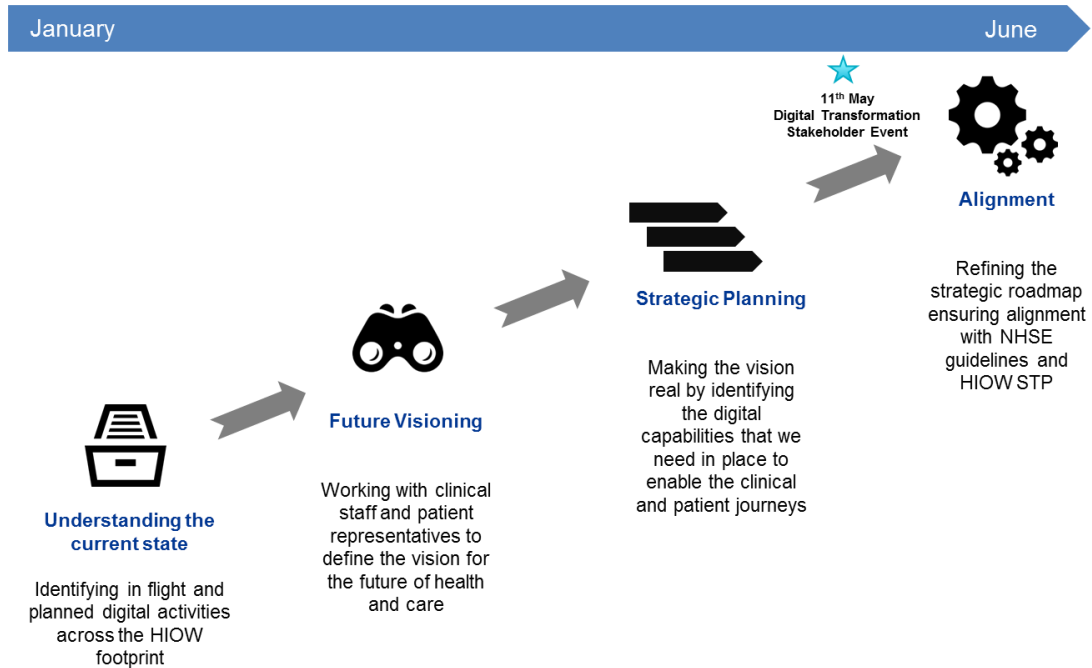 January
June
11th May
Digital Transformation
Stakeholder Event
Alignment
Refining the
strategic roadmap
ensuring alignment
with NHSE
guidelines and
HIOW STP
Strategic Planning
Making the vision
real by identifying
the digital
capabilities that we
need in place to
enable the clinical
and patient journeys
Future Visioning
Working with clinical
staff and patient
representatives to
define the vision for
the future of health
and care
Understanding the
current state
Identifying in flight and
planned digital activities
across the HIOW
footprint